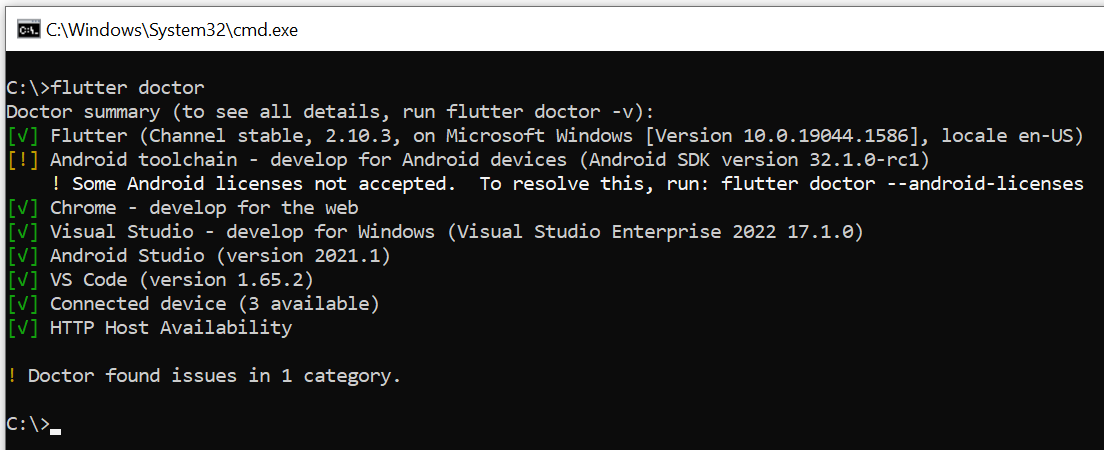 C:\Windows\System32\cmd.exe
C:\>flutter doctor
Doctor summary (to see all details, run flutter doctor -v):
[√] Flutter (Channel stable, 2.10.3, on Microsoft Windows [Version 10.0.19044.1586], locale en-US)
[!] Android toolchain - develop for Android devices (Android SDK version 32.1.0-rc1)
    ! Some Android licenses not accepted.  To resolve this, run: flutter doctor --android-licenses
[√] Chrome - develop for the web
[√] Visual Studio - develop for Windows (Visual Studio Enterprise 2022 17.1.0)
[√] Android Studio (version 2021.1)
[√] VS Code (version 1.65.2)
[√] Connected device (3 available)
[√] HTTP Host Availability
! Doctor found issues in 1 category.
C:\>